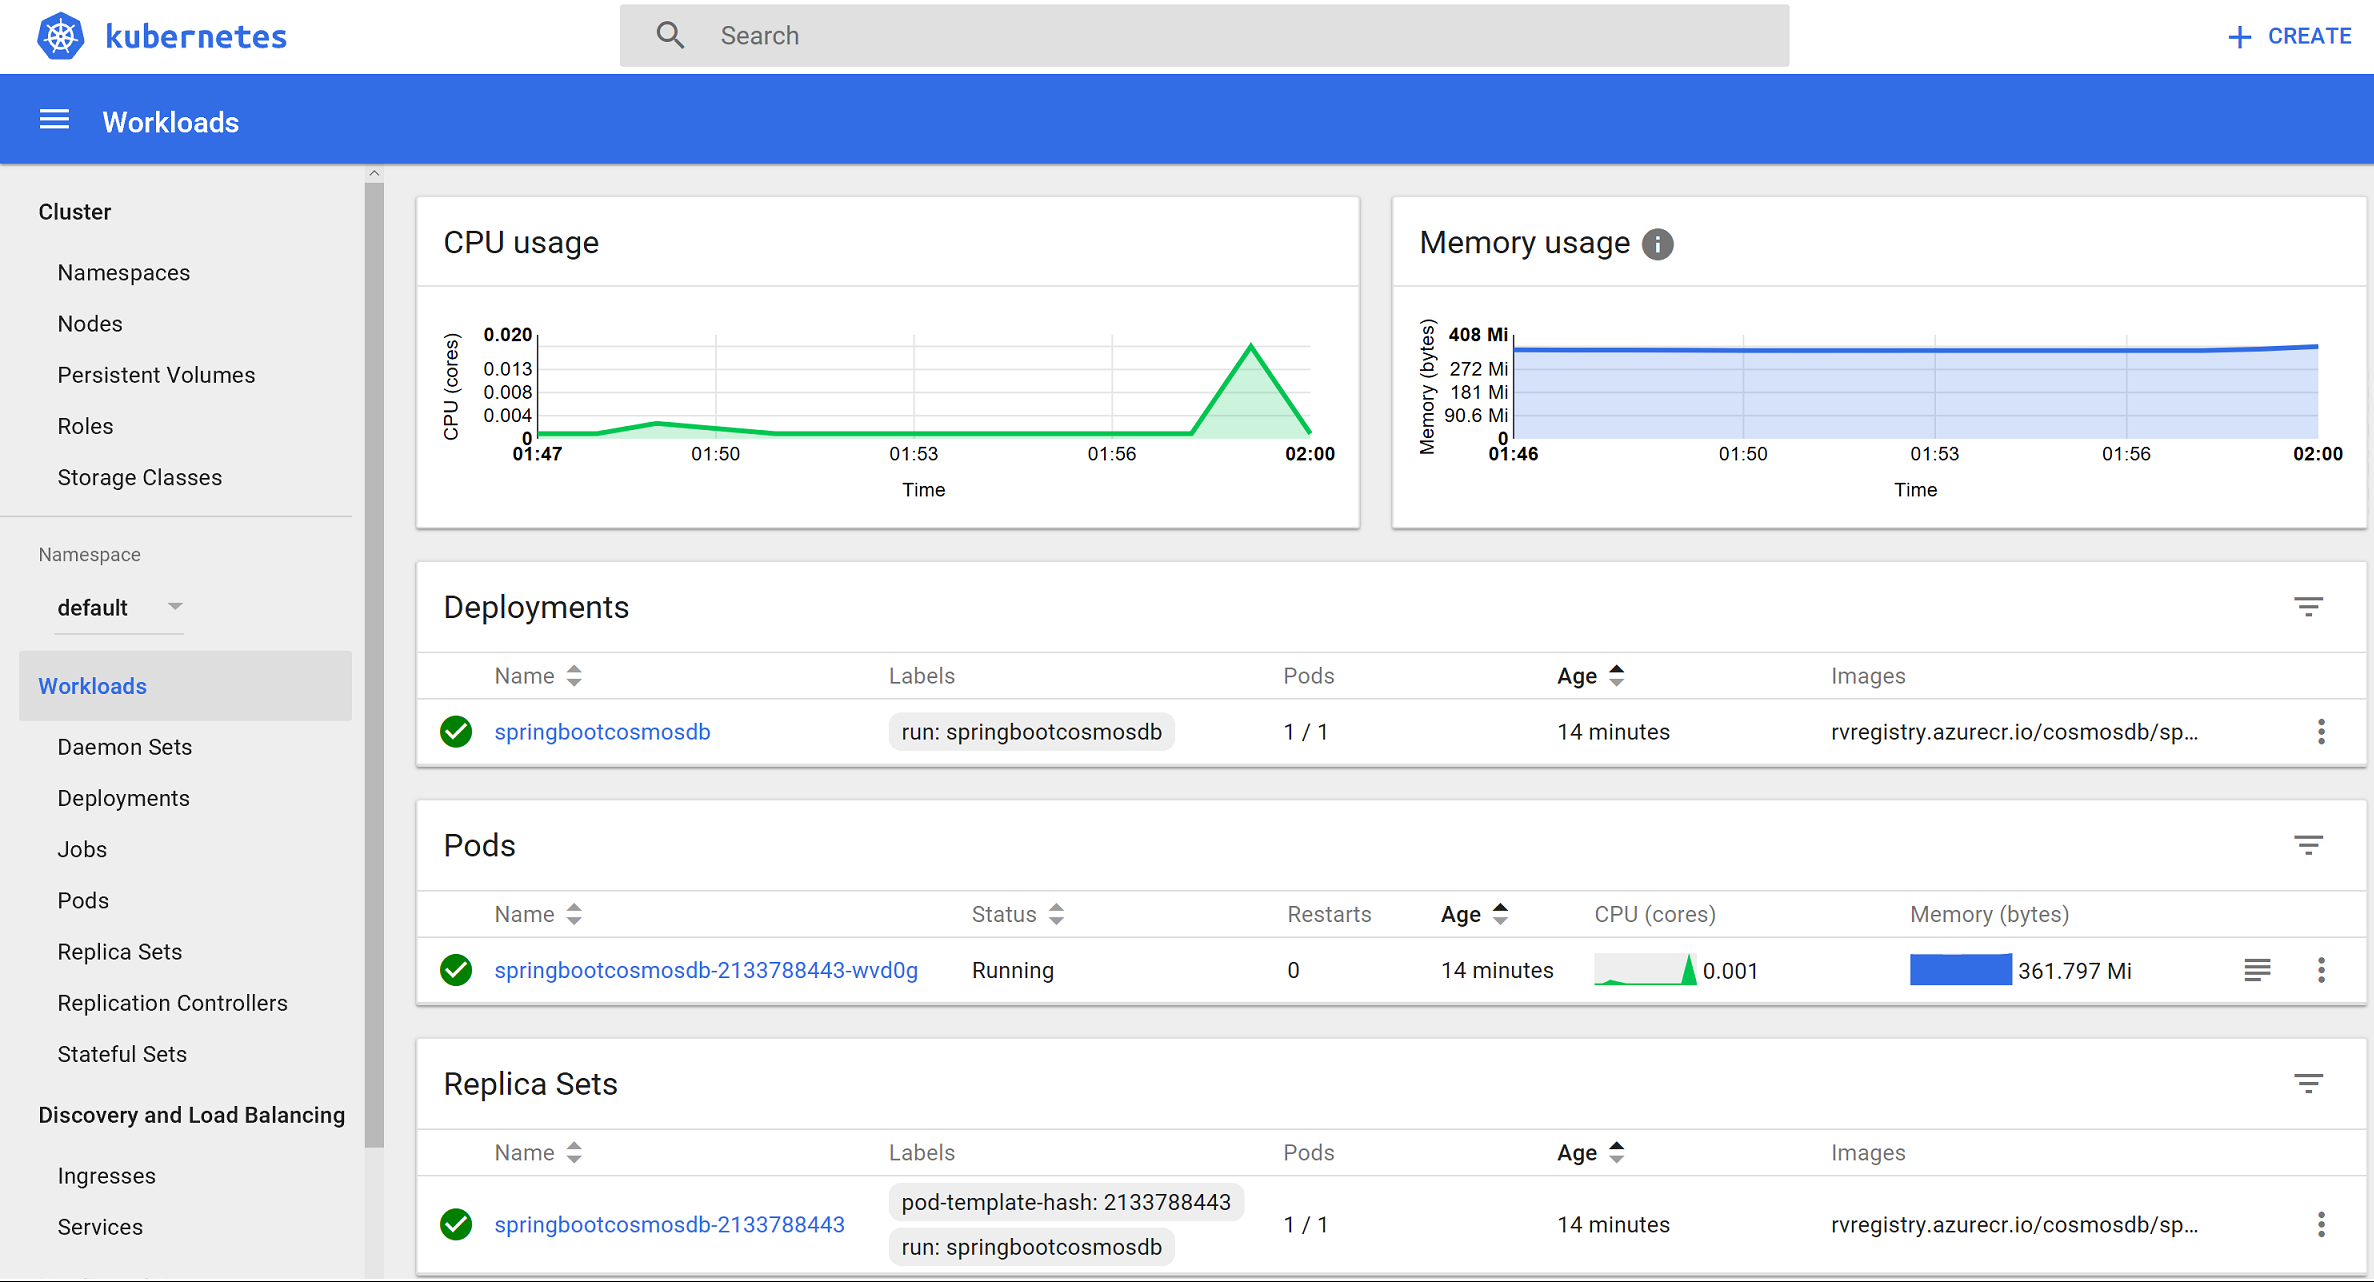 kubernetes
Search
CREATE
Workloads
Cluster
Namespaces
Nodes
Persistent Volumes
Roles
Storage Classes
Namespace
default
Workloads
Daemon Sets
Deployments
Jobs
Pods
Replica Sets
Replication Controllers
Stateful Sets
Discovery and Load Balancing
Ingresses
Services
CPU usage
CPU (cores)
0.020
0.013
0.008
0.004
0
01:47 01:50 01:53 01:56 02:00
Time
Memory usage
Memory (bytes)
408 Mi
272 Mi
181 Mi
90.6 Mi
0
01:46 01:50 01:53 01:56 02:00
Time
Deployments
Name Labels Pods Age Images
springbootcosmosdb run: springbootcosmosdb 1 / 1 14 minutes rvregistry.azurecr.io/cosmosdb/sp...
Pods
Name Status Restarts Age CPU (cores) Memory (bytes)
springbootcosmosdb-2133788443-wvd0g Running 0 14 minutes 0.001 361.797 Mi
Replica Sets
Name Labels Pods Age Images
springbootcosmosdb-2133788443 pod-template-hash: 2133788443 1 / 1 14 minutes rvregistry.azurecr.io/cosmosdb/sp...
run: springbootcosmosdb